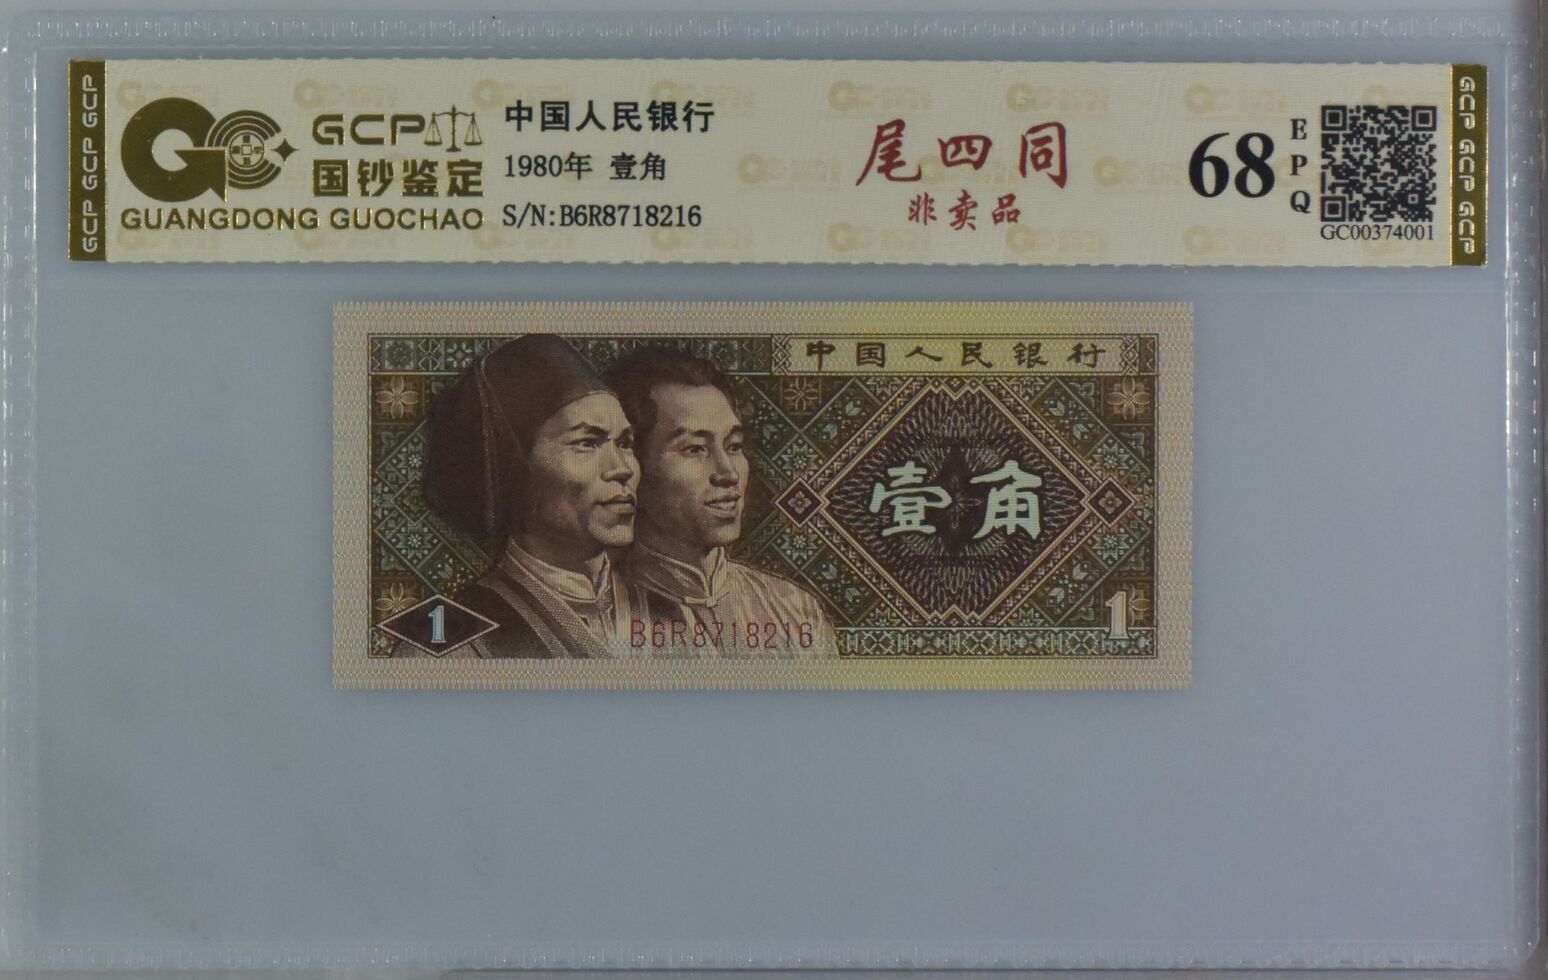 GCP GCP GCP
GCP
国钞鉴定
GUANGDONG GUOCHAO
中国人民银行
1980年 壹角
S/N:B6R8718216
尾四同
非卖品
68
EPQ
GC00374001
GCP GCP GCP
中国人民银行
壹角
1
B6R8718216
1